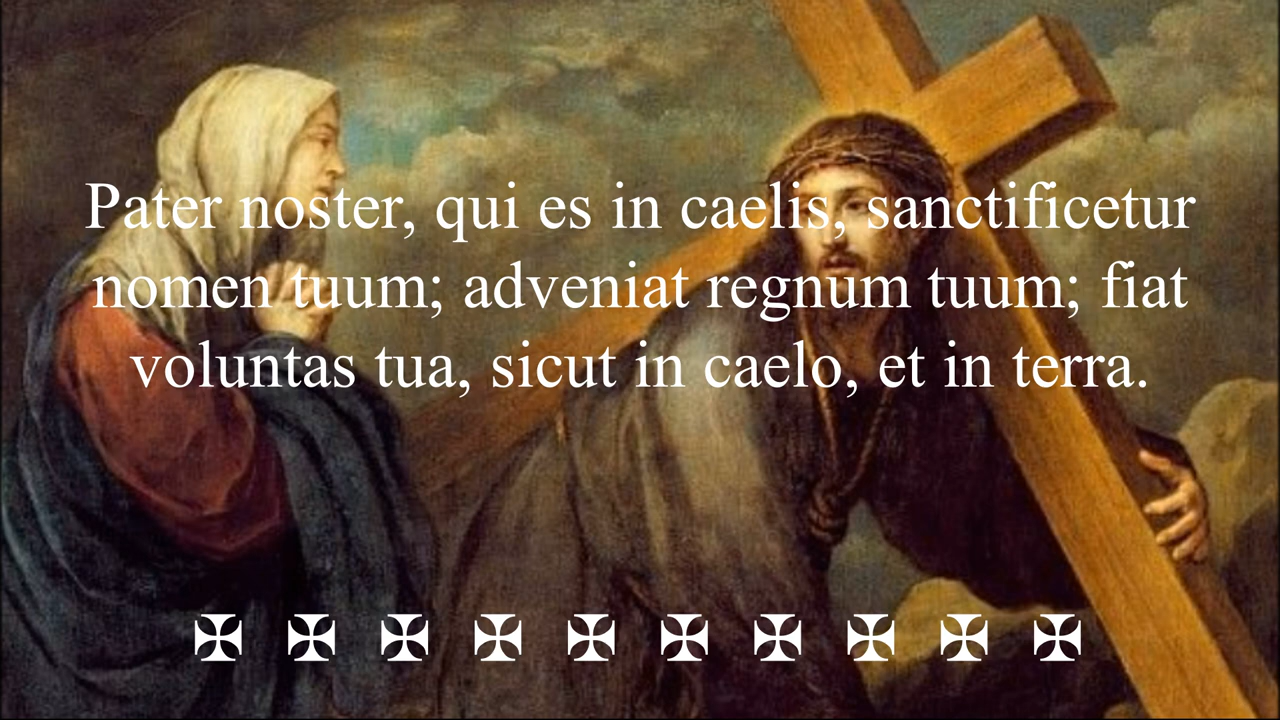 Pater noster, qui es in caelis, sanctificetur
nomen tuum; adveniat regnum tuum; fiat
voluntas tua, sicut in caelo, et in terra.
✠ ✠ ✠ ✠ ✠ ✠ ✠ ✠ ✠ ✠